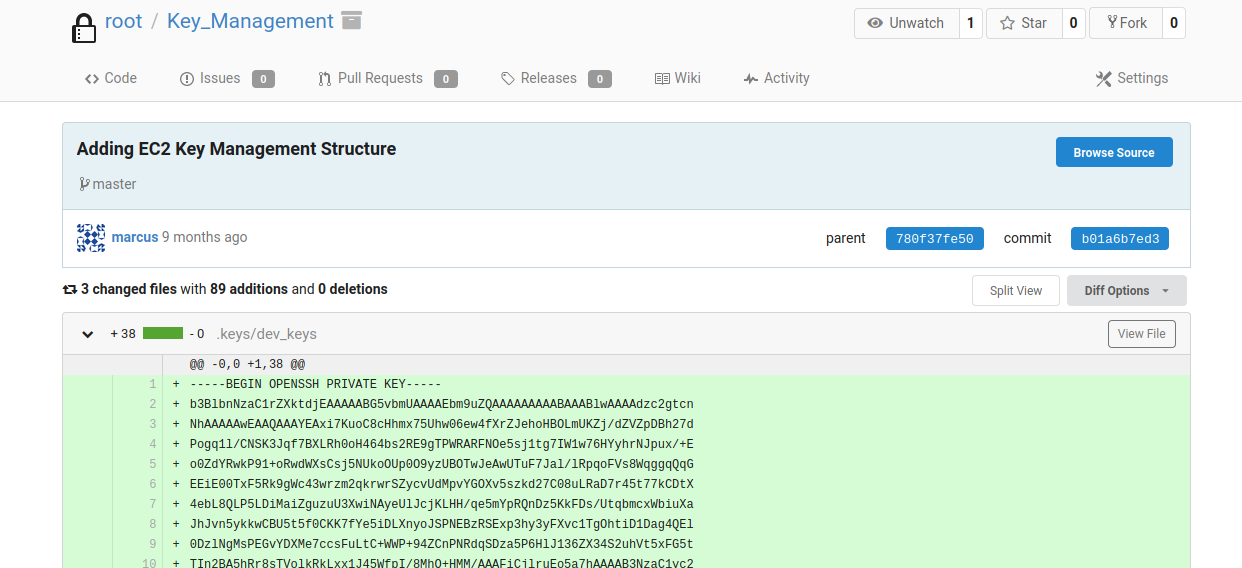 root / Key_Management
Unwatch 1 Star 0 Fork 0
Code Issues 0 Pull Requests 0 Releases 0 Wiki Activity Settings
Adding EC2 Key Management Structure
Browse Source
master
marcus 9 months ago parent 780f37fe50 commit b01a6b7ed3
3 changed files with 89 additions and 0 deletions
Split View Diff Options
+ 38 - 0 .keys/dev_keys View File
@@ -0,0 +1,38 @@
1 + -----BEGIN OPENSSH PRIVATE KEY-----
2 + b3BlbnNzaC1rZXktdjEAAAAABG5vbmUAAAAEbm9uZQAAAAAAAAABAAABlwAAAAdzc2gtcn
3 + NhAAAAAwEAAQAAAYEAxi7KuoC8cHhmx75Uhw06ew4fXrZJehoHBOLmUKZj/dZVZpDBh27d
4 + Pogq1l/CNSK3Jqf7BXLRh0oH464bs2RE9gTPWRARFNOe5sj1tg7IW1w76HYyhrNJpux/+E
5 + o0ZdYRwkP91+oRwdWXsCsj5NUkoOUp0O9yzUBOTwJeAwUTuF7Jal/lRpqoFVs8WqggqQqG
6 + EEiE00TxF5Rk9gWc43wrzm2qkrwrSZycvUdMpvYGOXv5szkd27C08uLRaD7r45t77kCDtX
7 + 4ebL8QLP5LDiMaiZguzuU3XwiNAyeUlJcjKLHH/qe5mYpRQnDz5KkFDs/UtqbmcxWbiuXa
8 + JhJvn5ykkwCBU5t5f0CKK7fYe5iDLXnyoJSPNEBzRSExp3hy3yFXvc1TgOhtiD1Dag4QEl
9 + 0DzlNgMsPEGvYDXMe7ccsFuLtC+WWP+94ZCnPNRdqSDza5P6HlJ136ZX34S2uhVt5xFG5t
10 + TIn2BA5hRr8sTVolkRkLxx1J45WfpI/8MhO+HMM/AAAFiCjlruEo5a7hAAAAB3NzaC1yc2